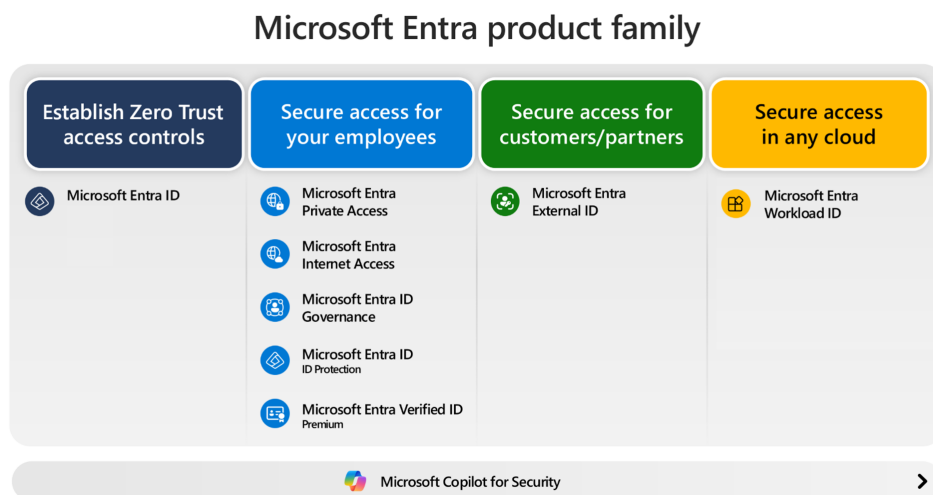 Microsoft Entra product family
Establish Zero Trust
access controls
Secure access for
your employees
Secure access for
customers/partners
Secure access
in any cloud
Microsoft Entra ID
Microsoft Entra
Private Access
Microsoft Entra
Internet Access
Microsoft Entra ID
Governance
Microsoft Entra ID
ID Protection
Microsoft Entra Verified ID
Premium
Microsoft Entra
External ID
Microsoft Entra
Workload ID
Microsoft Copilot for Security